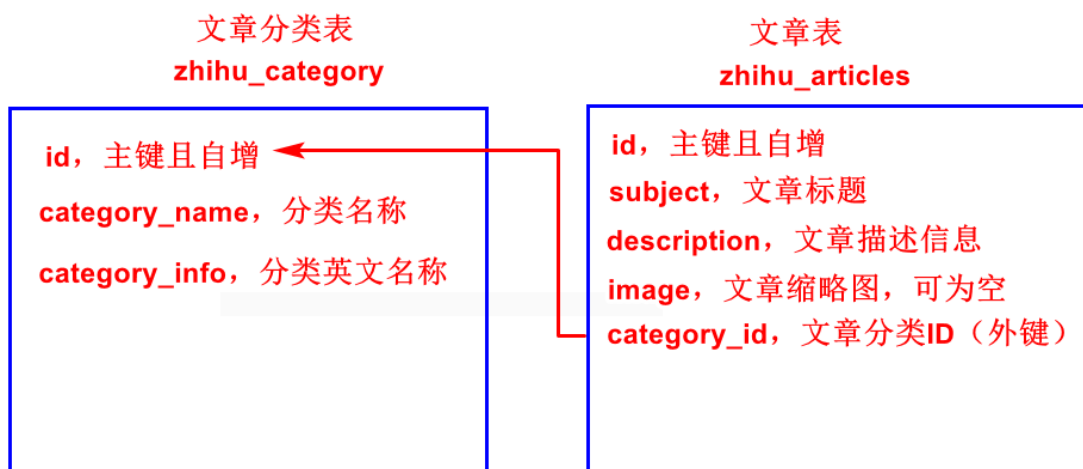 文章分类表
zhihu_category
id，主键且自增
category_name，分类名称
category_info，分类英文名称
文章表
zhihu_articles
id，主键且自增
subject，文章标题
description，文章描述信息
image，文章缩略图，可为空
category_id，文章分类ID（外键）